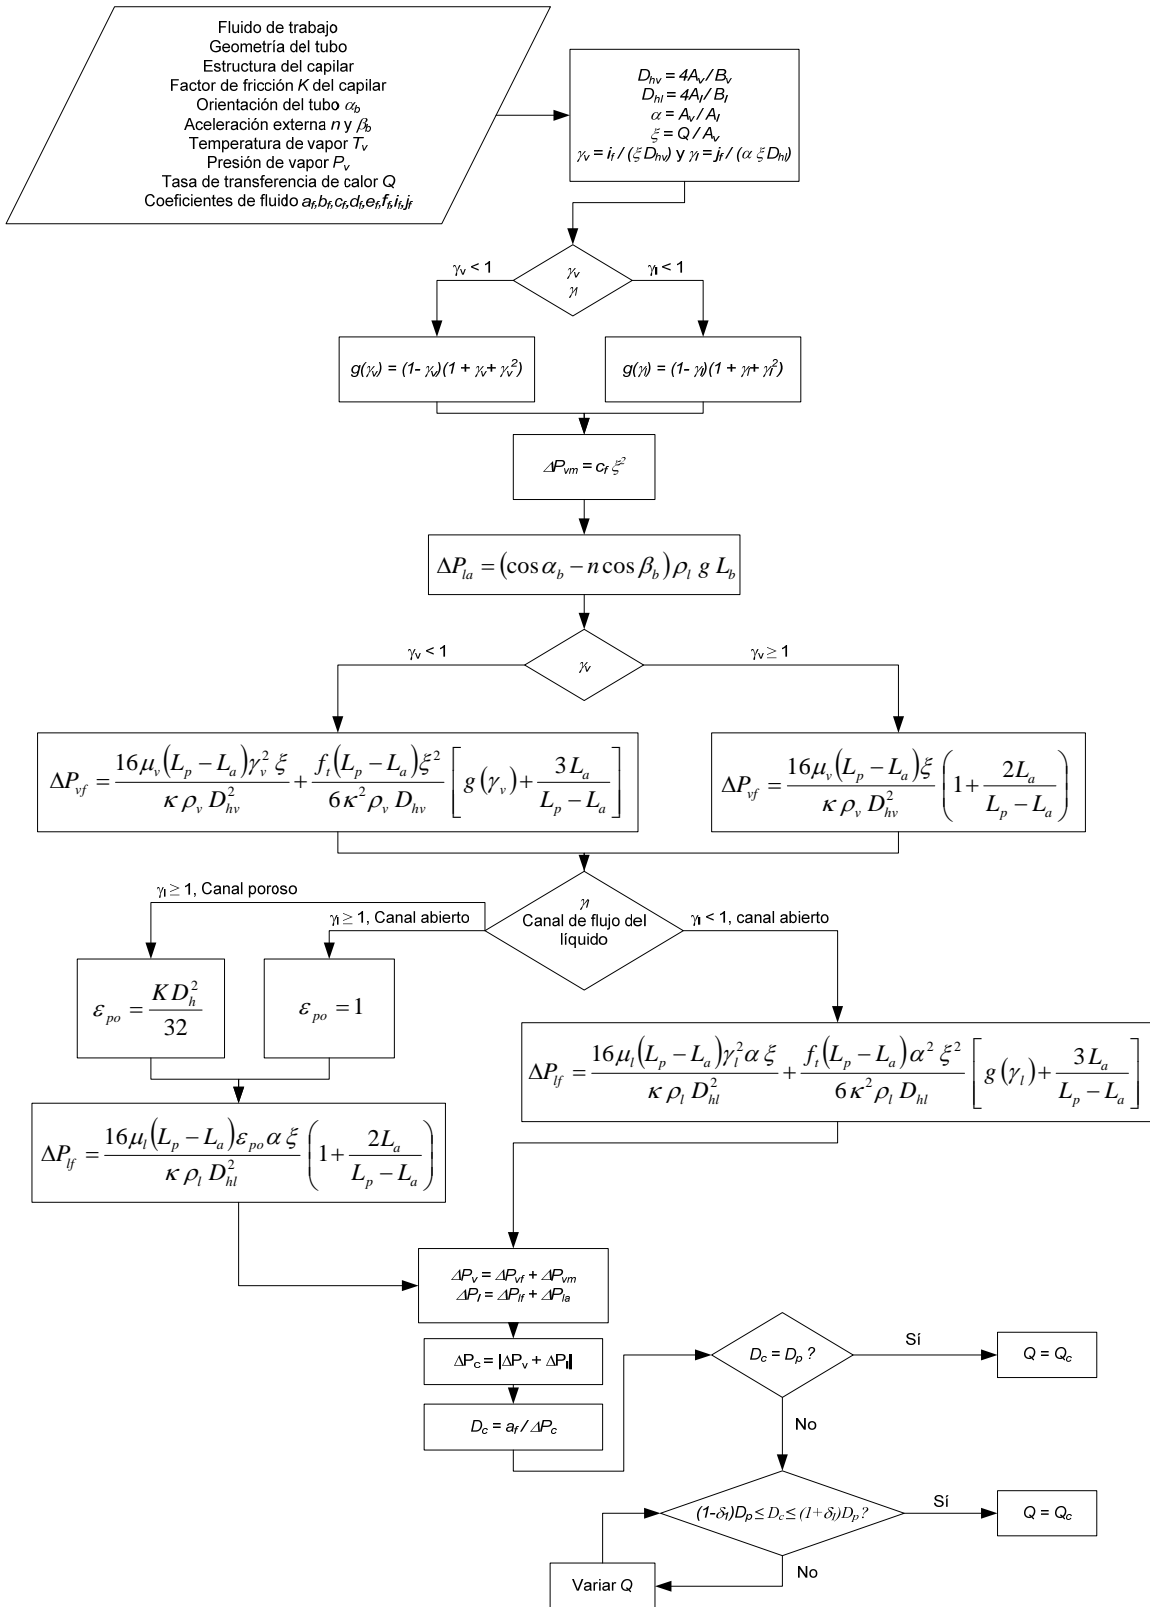 Fluido de trabajo
Geometría del tubo
Estructura del capilar
Factor de fricción K del capilar
Orientación del tubo α_b
Aceleración externa n y β_b
Temperatura de vapor T_v
Presión de vapor P_v
Tasa de transferencia de calor Q
Coeficientes de fluido a_f,b_f,c_f,d_f,e_f,f_f,i_f,j_f
D_hv = 4A_v / B_v
D_hl = 4A_l / B_l
α = A_v / A_l
ξ = Q / A_v
γ_v = i_f / (ξ D_hv) y γ_l = j_f / (α ξ D_hl)
γ_v < 1
γ_v
γ_l
γ_l < 1
g(γ_v) = (1- γ_v)(1 + γ_v + γ_v^2)
g(γ_l) = (1- γ_l)(1 + γ_l + γ_l^2)
ΔP_vm = c_f ξ^2
ΔP_la = (cos α_b − n cos β_b) ρ_l g L_b
γ_v < 1
γ_v
γ_v ≥ 1
ΔP_vf = 16μ_v(L_p − L_a)γ_v^2 ξ / κ ρ_v D_hv^2 + f_t(L_p − L_a)ξ^2 / 6κ^2 ρ_v D_hv [g(γ_v) + 3L_a / L_p − L_a]
ΔP_vf = 16μ_v(L_p − L_a)ξ / κ ρ_v D_hv^2 (1 + 2L_a / L_p − L_a)
γ_l ≥ 1, Canal poroso
γ_l ≥ 1, Canal abierto
γ_l
Canal de flujo del
líquido
γ_l < 1, canal abierto
ε_po = K D_h^2 / 32
ε_po = 1
ΔP_lf = 16μ_l(L_p − L_a)γ_l^2 α ξ / κ ρ_l D_hl^2 + f_t(L_p − L_a)α^2 ξ^2 / 6κ^2 ρ_l D_hl [g(γ_l) + 3L_a / L_p − L_a]
ΔP_lf = 16μ_l(L_p − L_a)ε_po α ξ / κ ρ_l D_hl^2 (1 + 2L_a / L_p − L_a)
ΔP_v = ΔP_vf + ΔP_vm
ΔP_l = ΔP_lf + ΔP_la
ΔP_c = |ΔP_v + ΔP_l|
D_c = a_f / ΔP_c
D_c = D_p ?
Sí
Q = Q_c
No
(1-δ_1)D_p ≤ D_c ≤ (1+δ_1)D_p?
Sí
Q = Q_c
No
Variar Q